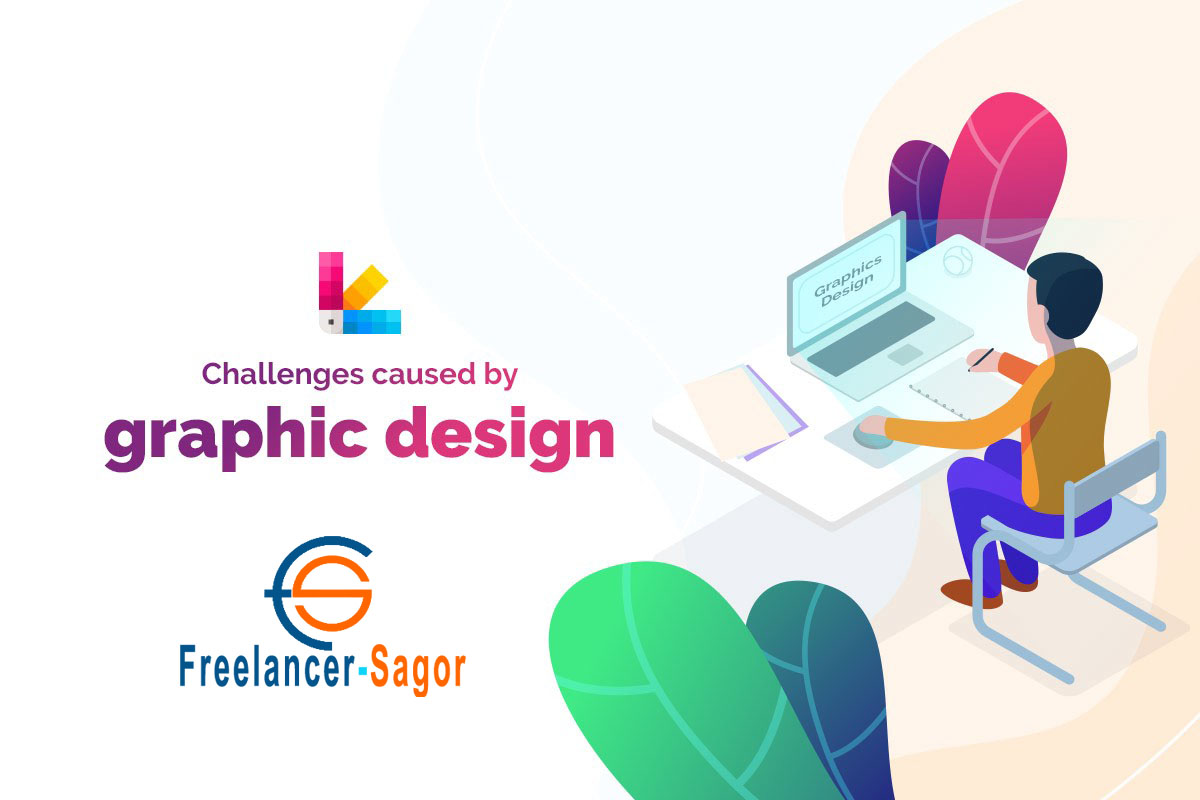 Challenges caused by
graphic design
Freelancer-Sagor
Graphics
Design